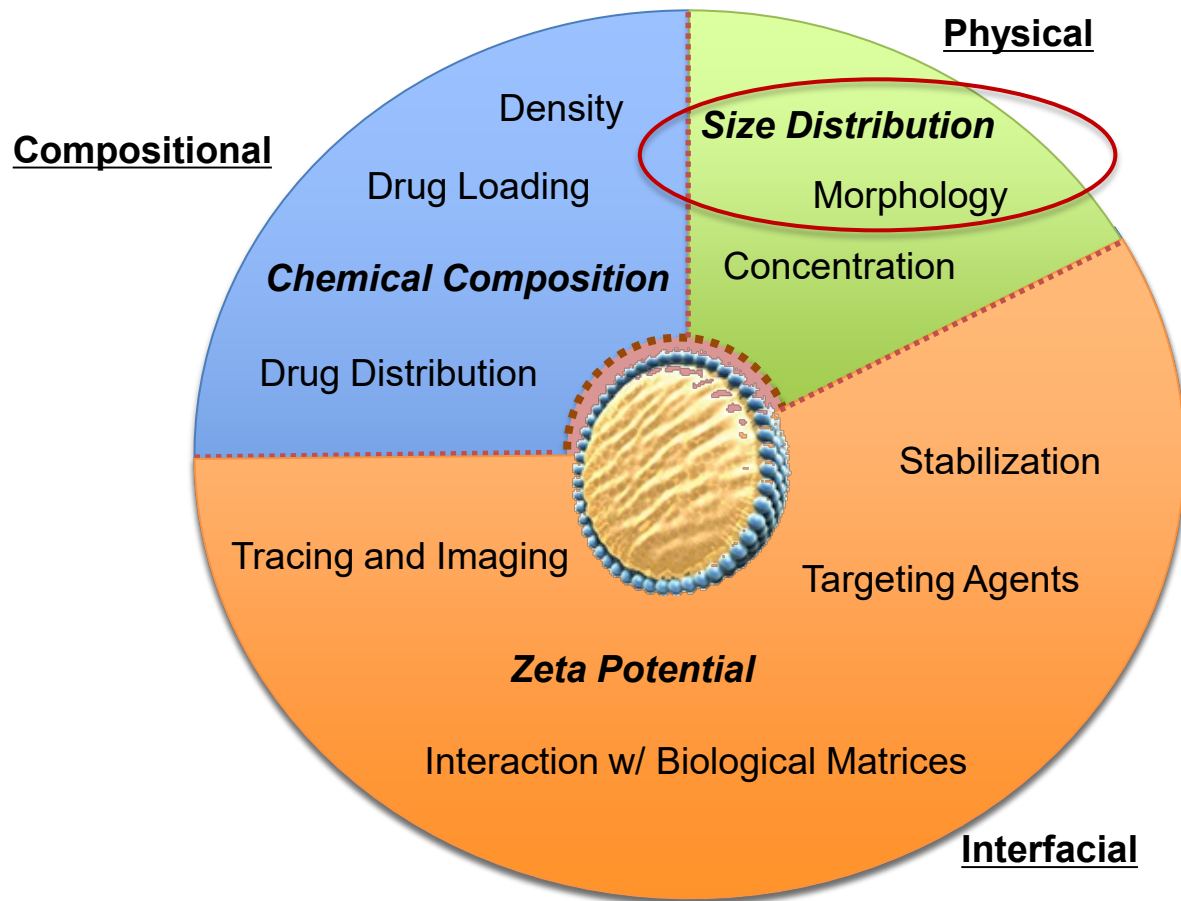 Physical
Compositional
Density
Drug Loading
Chemical Composition
Drug Distribution
Size Distribution
Morphology
Concentration
Stabilization
Targeting Agents
Tracing and Imaging
Zeta Potential
Interaction w/ Biological Matrices
Interfacial